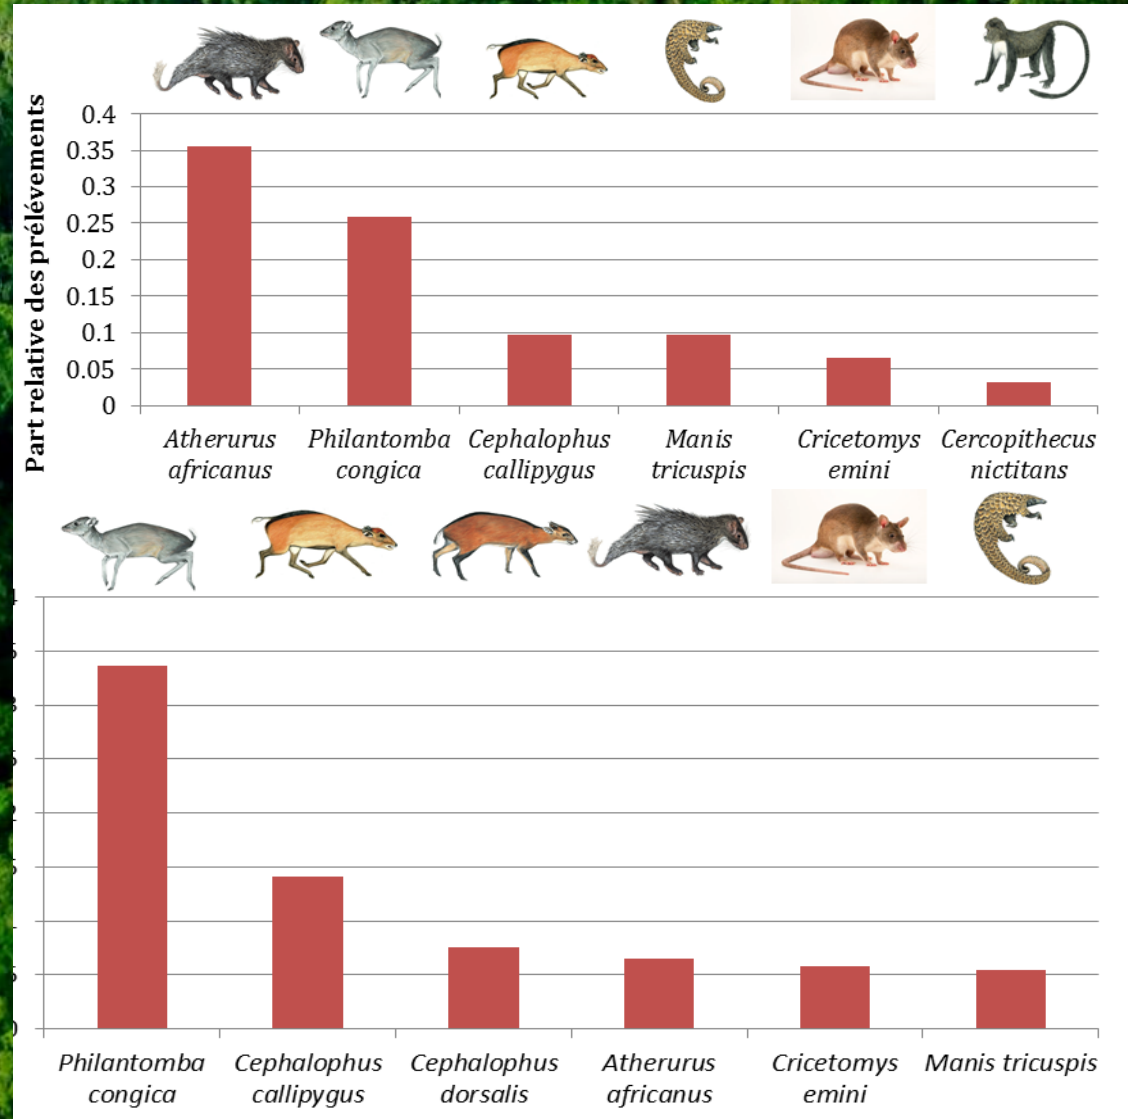 Part relative des prélévements
0.4
0.35
0.3
0.25
0.2
0.15
0.1
0.05
0
Atherurus
africanus
Philantomba
congica
Cephalophus
callipygus
Manis
tricuspis
Cricetomys
emini
Cercopithecus
nictitans
Philantomba
congica
Cephalophus
callipygus
Cephalophus
dorsalis
Atherurus
africanus
Cricetomys
emini
Manis tricuspis